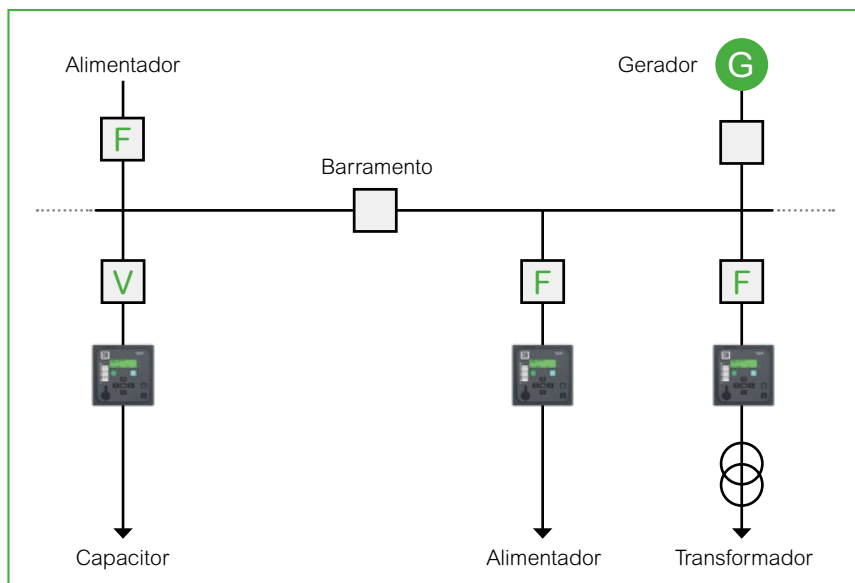 Alimentador
Gerador
G
F
Barramento
V
F
F
Capacitor
Alimentador
Transformador